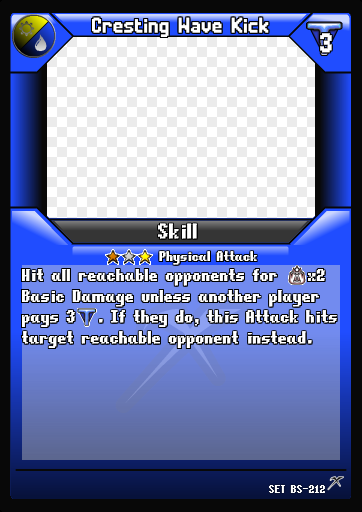 Cresting Wave Kick
3
Skill
Physical Attack
Hit all reachable opponents for x2
Basic Damage unless another player
pays 3. If they do, this Attack hits
target reachable opponent instead.
SET BS-212